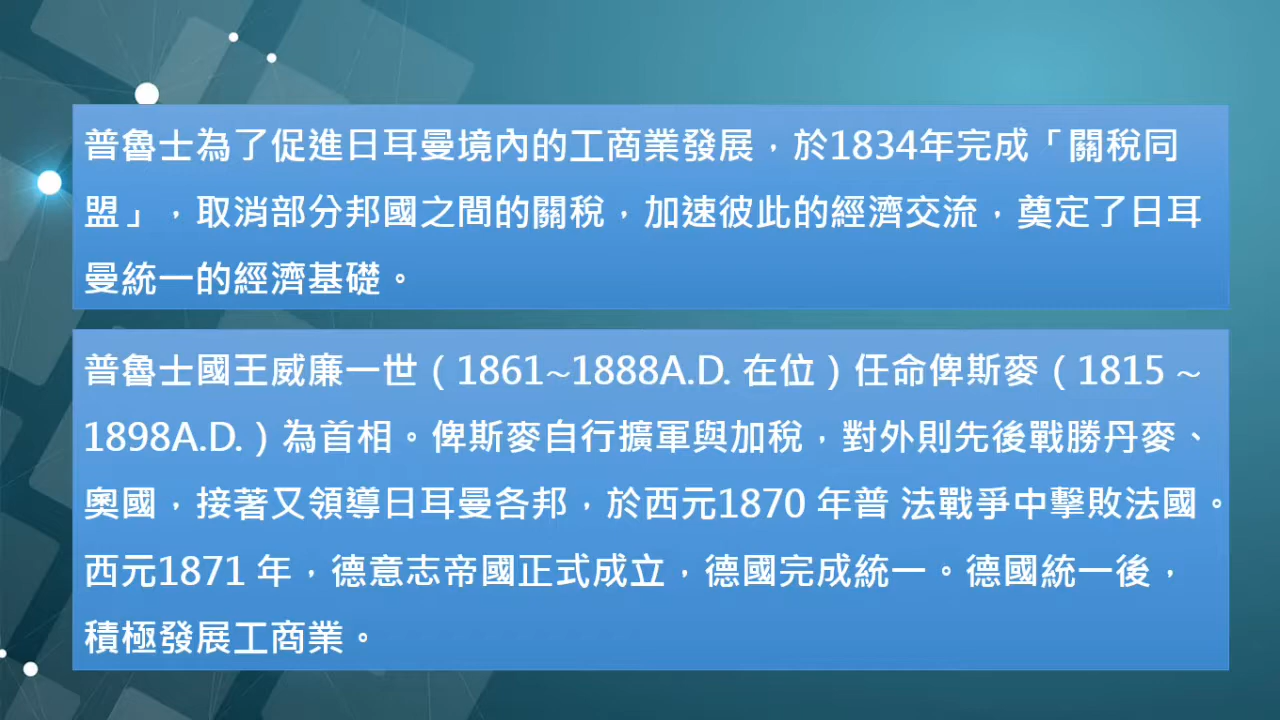 普魯士為了促進日耳曼境內的工商業發展，於1834年完成「關稅同
盟」，取消部分邦國之間的關稅，加速彼此的經濟交流，奠定了日耳
曼統一的經濟基礎。
普魯士國王威廉一世（1861~1888A.D. 在位）任命俾斯麥（1815 ~
1898A.D.）為首相。俾斯麥自行擴軍與加稅，對外則先後戰勝丹麥、
奧國，接著又領導日耳曼各邦，於西元1870 年普 法戰爭中擊敗法國。
西元1871 年，德意志帝國正式成立，德國完成統一。德國統一後，
積極發展工商業。